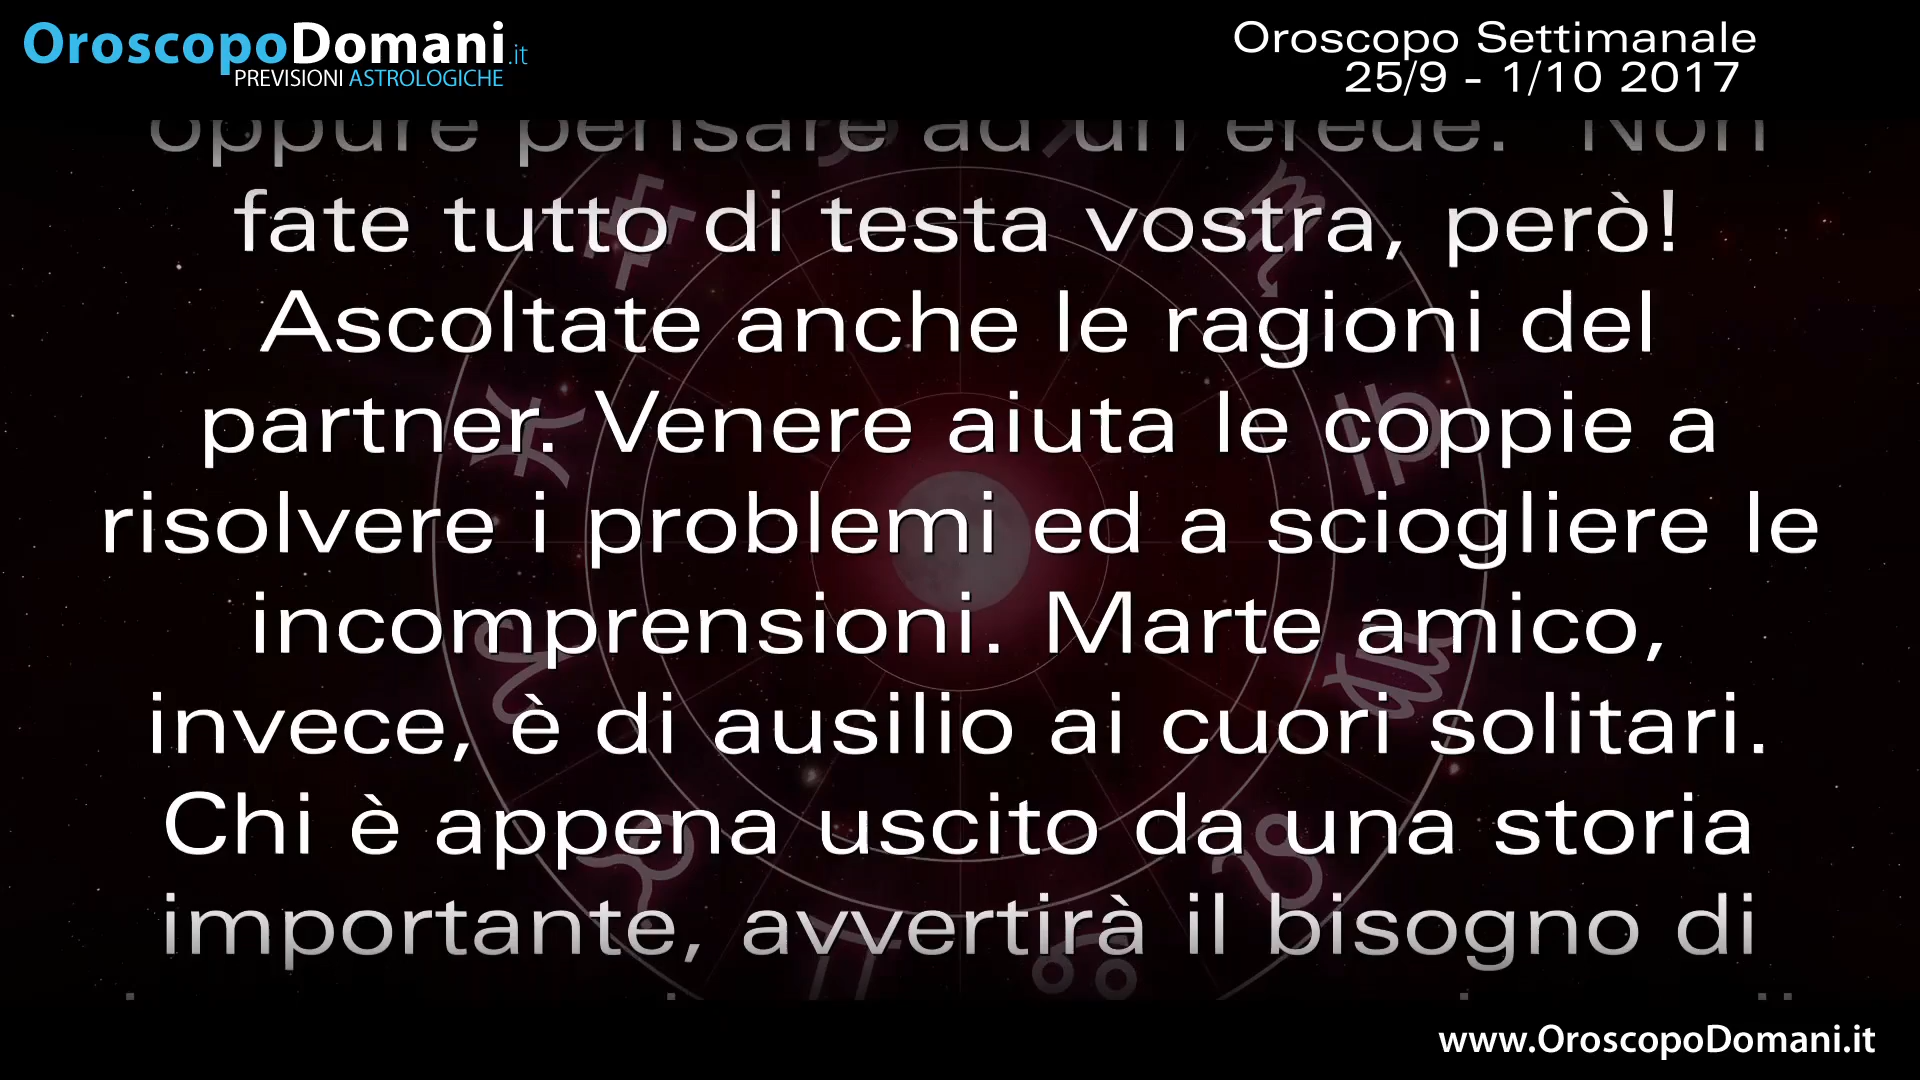 OroscopoDomani.it
PREVISIONI ASTROLOGICHE
Oroscopo Settimanale
25/9 - 1/10 2017
oppure pensare ad un erede. Non
fate tutto di testa vostra, però!
Ascoltate anche le ragioni del
partner. Venere aiuta le coppie a
risolvere i problemi ed a sciogliere le
incomprensioni. Marte amico,
invece, è di ausilio ai cuori solitari.
Chi è appena uscito da una storia
importante, avvertirà il bisogno di
www.OroscopoDomani.it